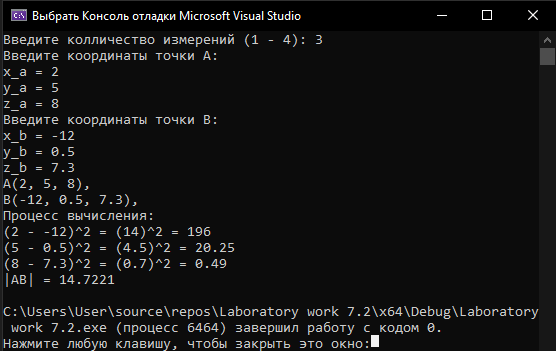 Выбрать Консоль отладки Microsoft Visual Studio
Введите колличество измерений (1 - 4): 3
Введите координаты точки A:
x_a = 2
y_a = 5
z_a = 8
Введите координаты точки B:
x_b = -12
y_b = 0.5
z_b = 7.3
A(2, 5, 8),
B(-12, 0.5, 7.3),
Процесс вычисления:
(2 - -12)^2 = (14)^2 = 196
(5 - 0.5)^2 = (4.5)^2 = 20.25
(8 - 7.3)^2 = (0.7)^2 = 0.49
|AB| = 14.7221
C:\Users\User\source\repos\Laboratory work 7.2\x64\Debug\Laboratory
work 7.2.exe (процесс 6464) завершил работу с кодом 0.
Нажмите любую клавишу, чтобы закрыть это окно: